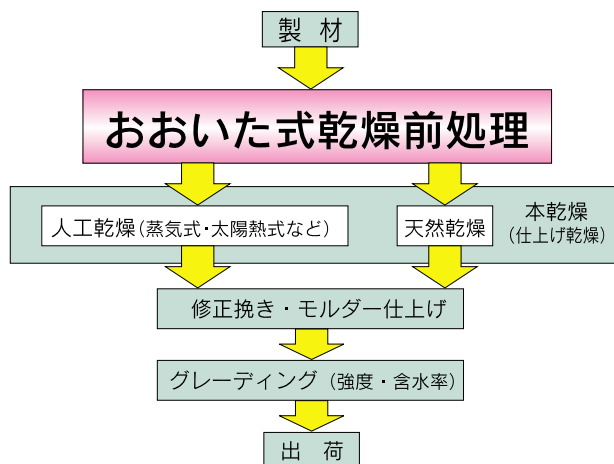 製材
おおいた式乾燥前処理
人工乾燥(蒸気式・太陽熱式など)
天然乾燥
本乾燥
(仕上げ乾燥)
修正挽き・モルダー仕上げ
グレーディング(強度・含水率)
出荷